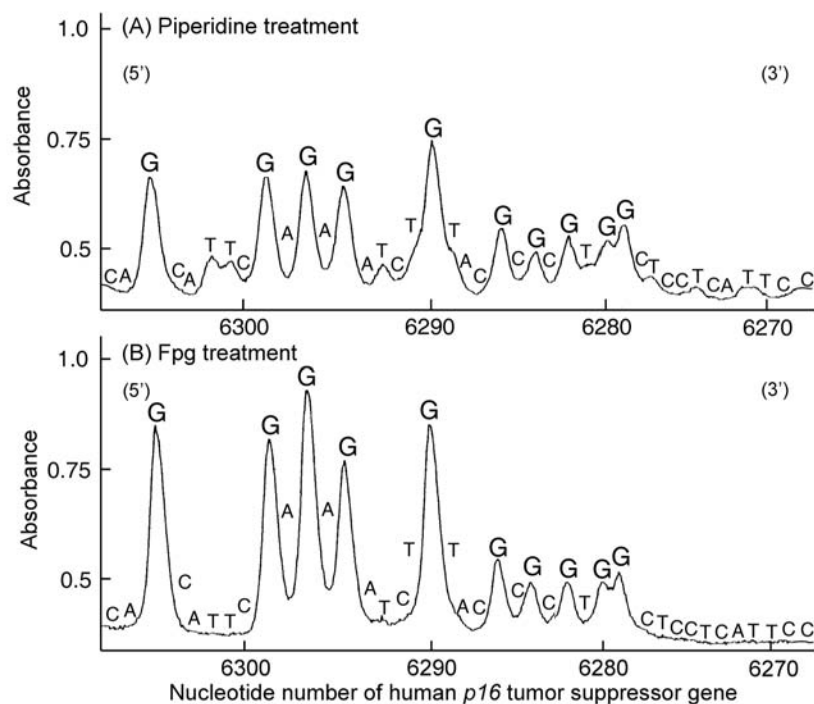 (A) Piperidine treatment
(5') (3')
1.0
0.75
0.5
Absorbance
C A G C A T T C G A G A G A T C T G T A C G C G C G T G G C T C C T C A T T C C
6300 6290 6280 6270
(B) Fpg treatment
(5') (3')
1.0
0.75
0.5
Absorbance
C A G C A T T C G A G A G A T C T G T A C G C G C G T G G C T C C T C A T T C C
6300 6290 6280 6270
Nucleotide number of human p16 tumor suppressor gene